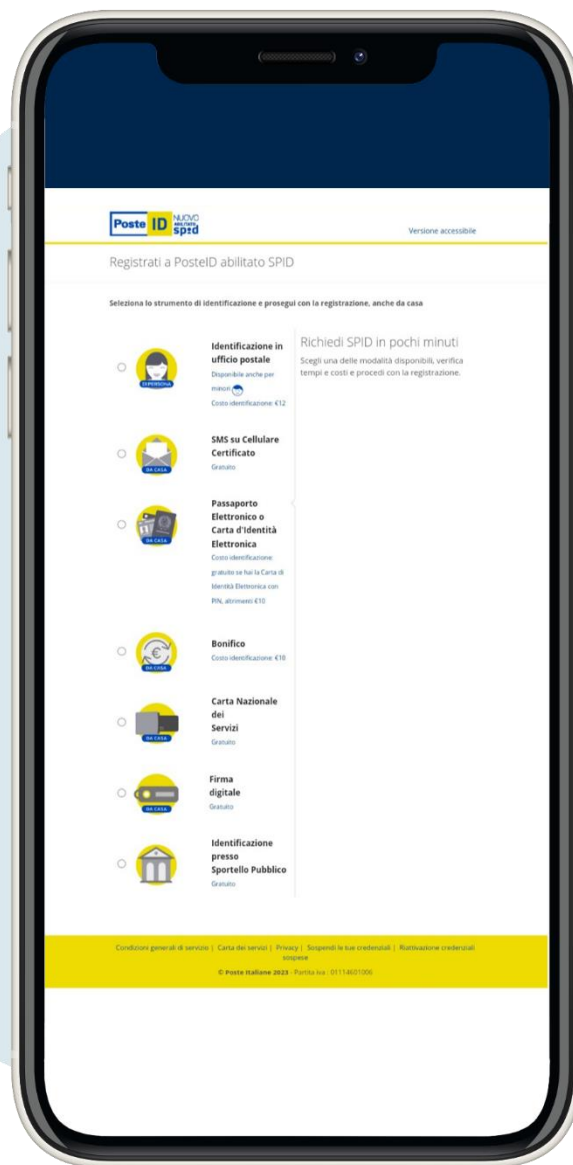 Poste ID NUOVO
ABILITATO
spid
Versione accessibile
Registrati a PosteID abilitato SPID
Seleziona lo strumento di identificazione e prosegui con la registrazione, anche da casa
DI PERSONA
Identificazione in
ufficio postale
Disponibile anche per
minori
Costo identificazione: €12
Richiedi SPID in pochi minuti
Scegli una delle modalità disponibili, verifica
tempi e costi e procedi con la registrazione.
DA CASA
SMS su Cellulare
Certificato
Gratuito
DA CASA
Passaporto
Elettronico o
Carta d'Identità
Elettronica
Costo identificazione:
gratuito se hai la Carta di
Identità Elettronica con
PIN, altrimenti €10
DA CASA
Bonifico
Costo identificazione: €10
DA CASA
Carta Nazionale
dei
Servizi
Gratuito
DA CASA
Firma
digitale
Gratuito
Identificazione
presso
Sportello Pubblico
Gratuito
Condizioni generali di servizio | Carta dei servizi | Privacy | Sospendi le tue credenziali | Riattivazione credenziali
sospese
© Poste Italiane 2023 - Partita iva : 01114601006